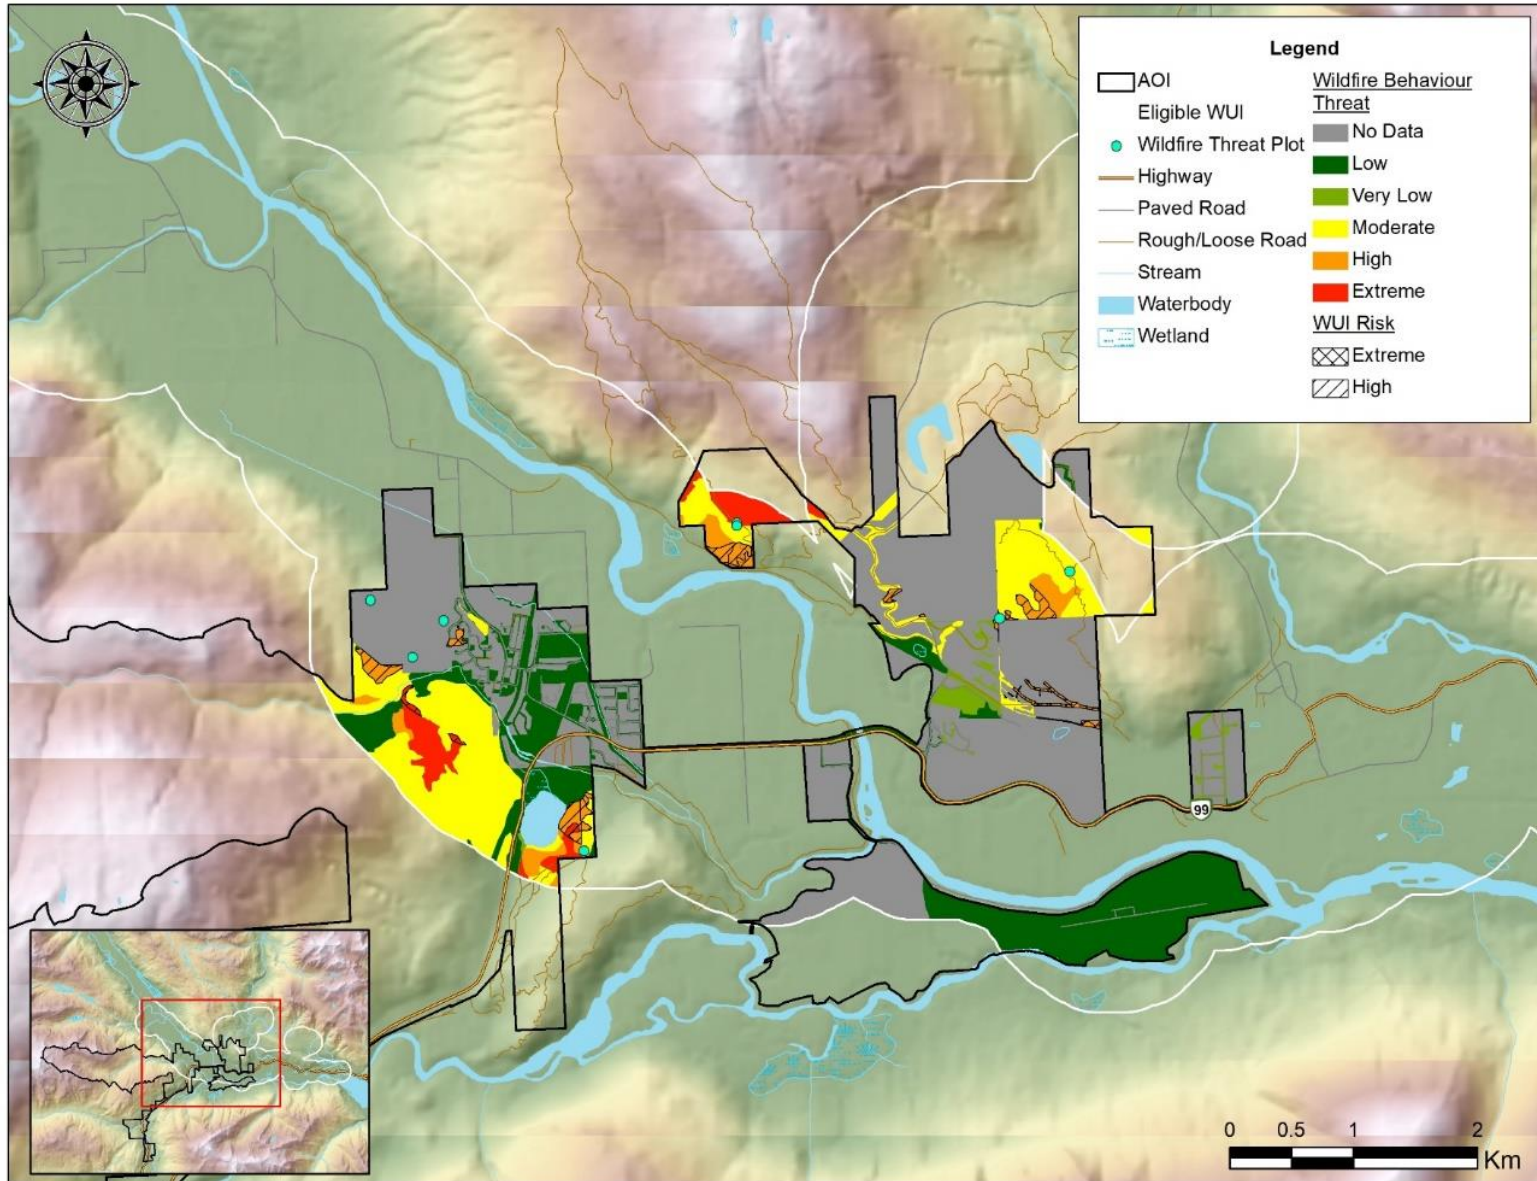 Legend
AOI
Eligible WUI
Wildfire Threat Plot
Highway
Paved Road
Rough/Loose Road
Stream
Waterbody
Wetland
Wildfire Behaviour
Threat
No Data
Low
Very Low
Moderate
High
Extreme
WUI Risk
Extreme
High
99
0 0.5 1 2
Km